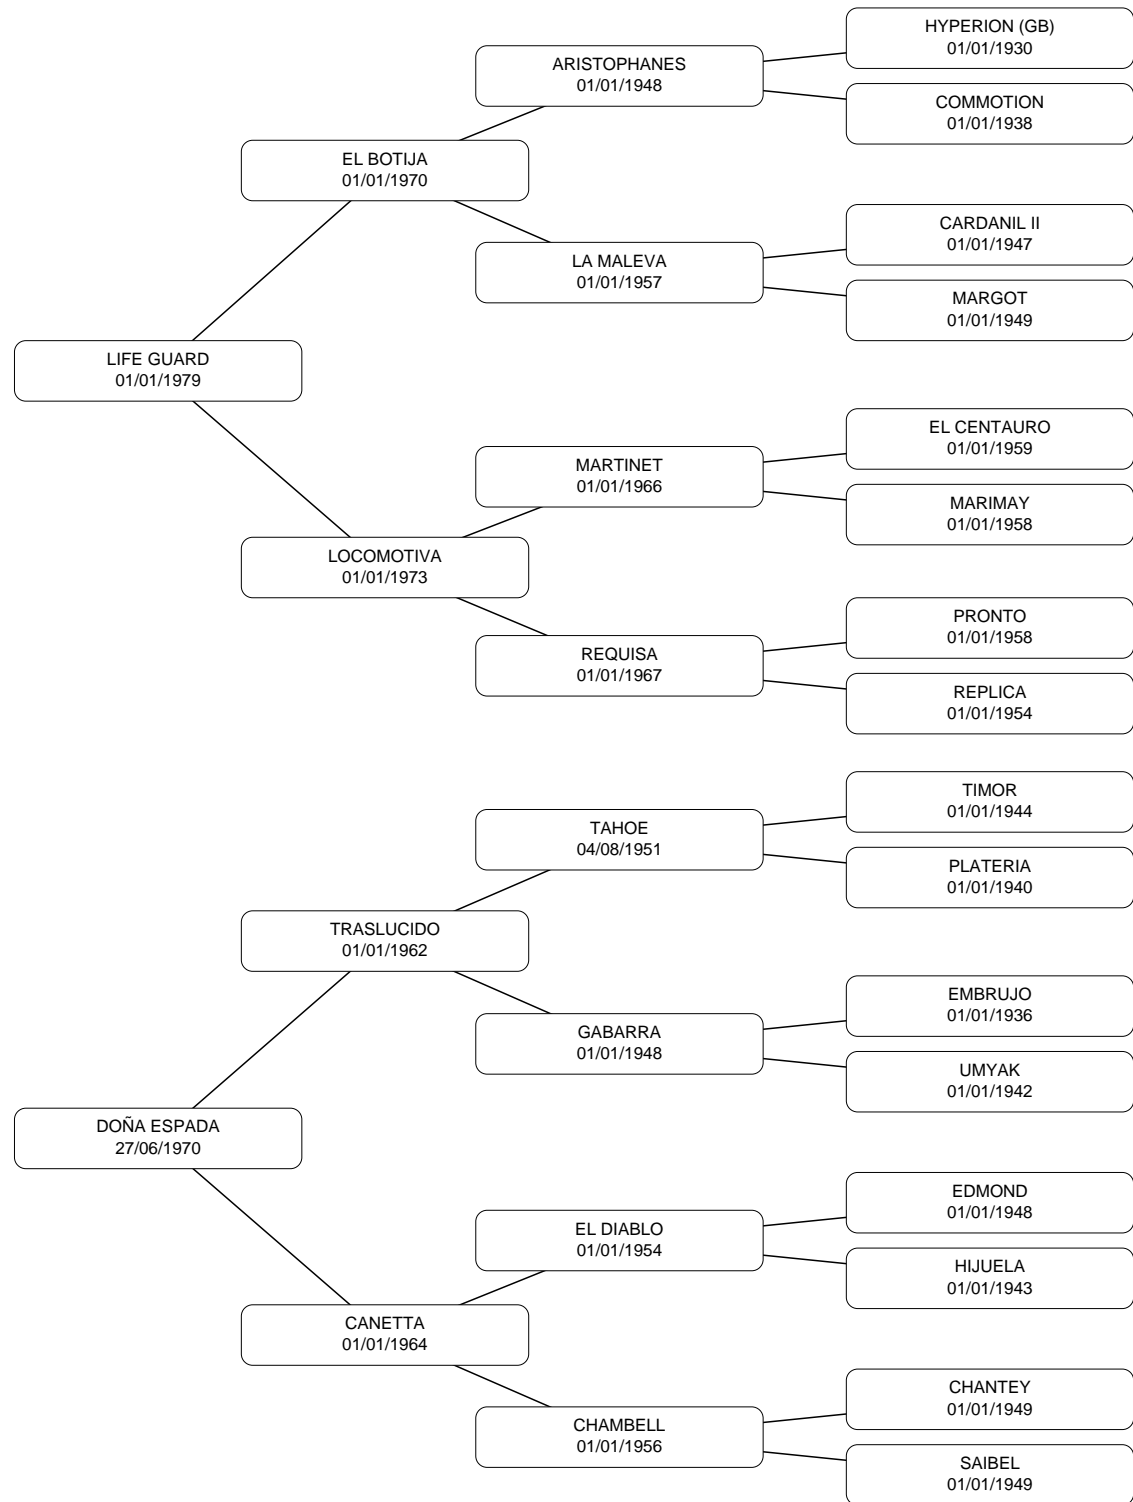 HYPERION (GB)
01/01/1930
ARISTOPHANES
01/01/1948
COMMOTION
01/01/1938
EL BOTIJA
01/01/1970
CARDANIL II
01/01/1947
LA MALEVA
01/01/1957
MARGOT
01/01/1949
LIFE GUARD
01/01/1979
EL CENTAURO
01/01/1959
MARTINET
01/01/1966
MARIMAY
01/01/1958
LOCOMOTIVA
01/01/1973
PRONTO
01/01/1958
REQUISA
01/01/1967
REPLICA
01/01/1954
TIMOR
01/01/1944
TAHOE
04/08/1951
PLATERIA
01/01/1940
TRASLUCIDO
01/01/1962
EMBRUJO
01/01/1936
GABARRA
01/01/1948
UMYAK
01/01/1942
DOÑA ESPADA
27/06/1970
EDMOND
01/01/1948
EL DIABLO
01/01/1954
HIJUELA
01/01/1943
CANETTA
01/01/1964
CHANTEY
01/01/1949
CHAMBELL
01/01/1956
SAIBEL
01/01/1949